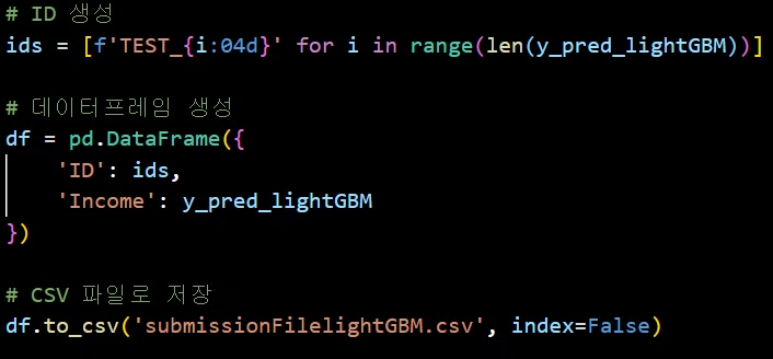 # ID 생성
ids = [f'TEST_{i:04d}' for i in range(len(y_pred_lightGBM))]
# 데이터프레임 생성
df = pd.DataFrame({
'ID': ids,
'Income': y_pred_lightGBM
})
# CSV 파일로 저장
df.to_csv('submissionFilelightGBM.csv', index=False)